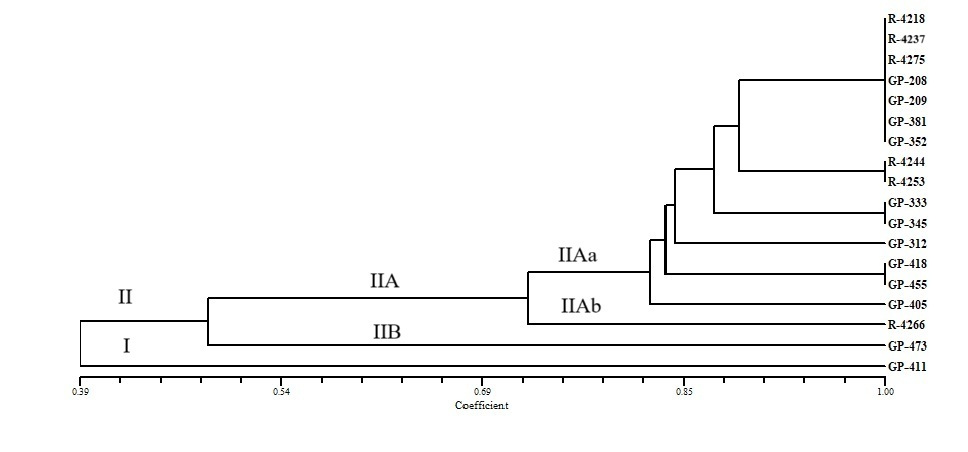 R-4218
R-4237
R-4275
GP-208
GP-209
GP-381
GP-352
R-4244
R-4253
GP-333
GP-345
GP-312
IIAa
GP-418
IIA
GP-455
II
IIAb
GP-405
R-4266
IIB
I
GP-473
GP-411
0.39 0.54 0.69 0.85 1.00
Coefficient